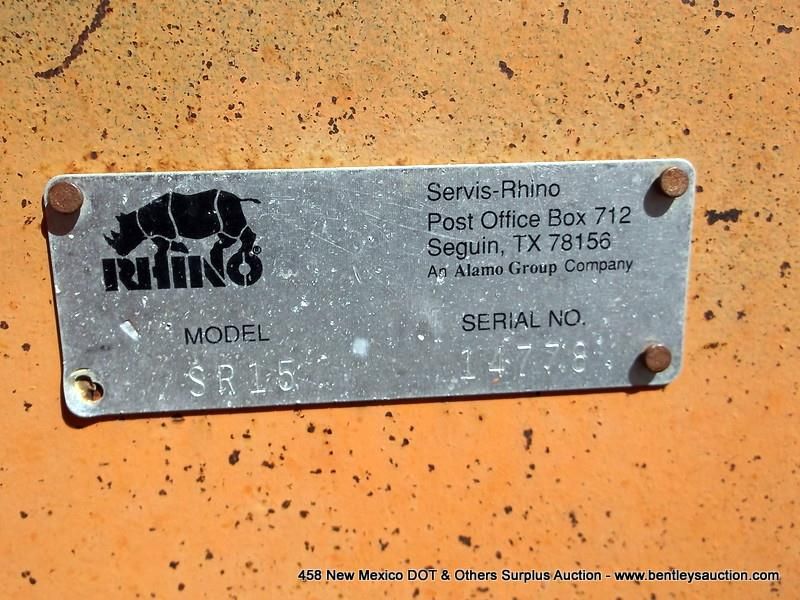 RHINO®
Servis-Rhino
Post Office Box 712
Seguin, TX 78156
An Alamo Group Company
MODEL
SR15
SERIAL NO.
14778
458 New Mexico DOT & Others Surplus Auction - www.bentleysauction.com